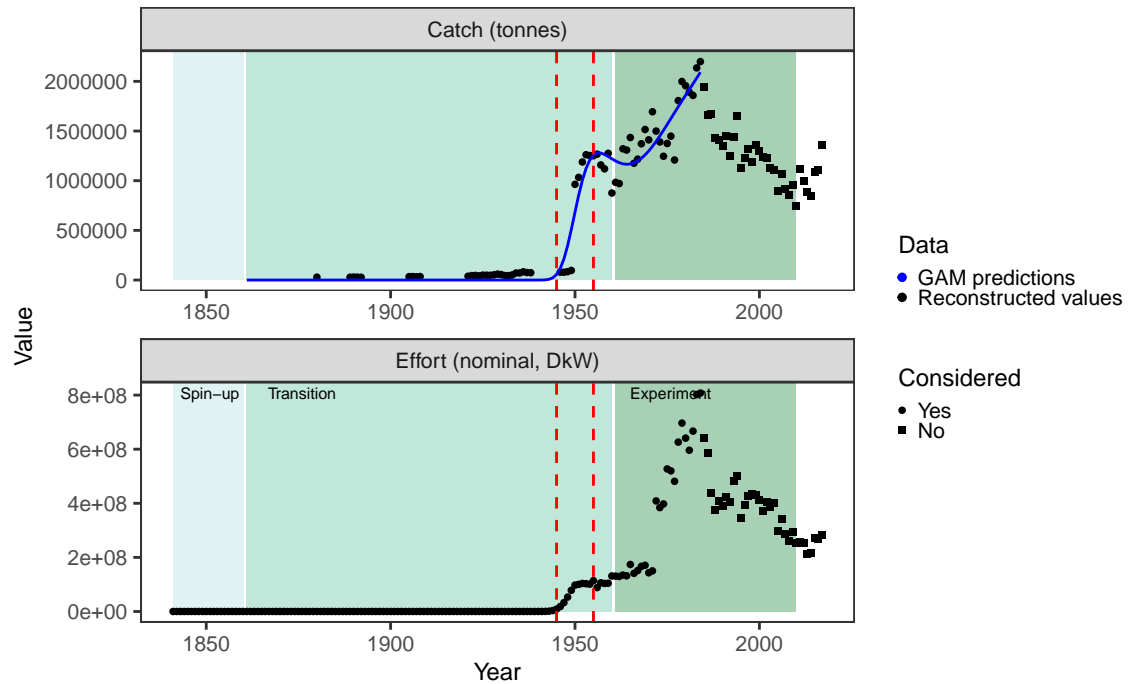 Catch (tonnes)
2000000
1500000
1000000
500000
0
1850
1900
1950
2000
Value
Effort (nominal, DkW)
Spin−up
Transition
Experiment
8e+08
6e+08
4e+08
2e+08
0e+00
1850
1900
1950
2000
Year
Data
GAM predictions
Reconstructed values
Considered
Yes
No